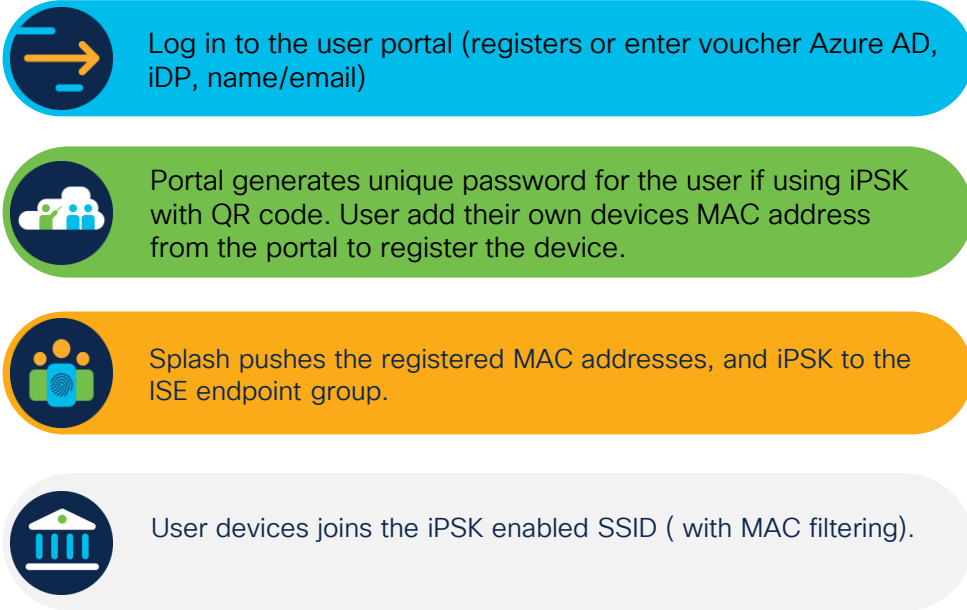 Log in to the user portal (registers or enter voucher Azure AD,
iDP, name/email)
Portal generates unique password for the user if using iPSK
with QR code. User add their own devices MAC address
from the portal to register the device.
Splash pushes the registered MAC addresses, and iPSK to the
ISE endpoint group.
User devices joins the iPSK enabled SSID ( with MAC filtering).